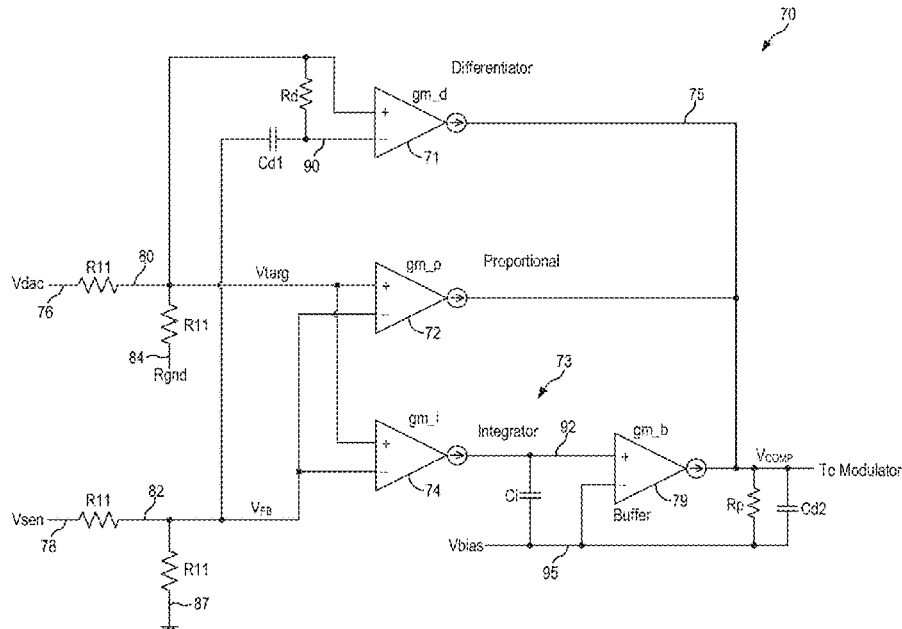 70
Differentiator
gm_d
75
Rd
+
−
Cd1
90
71
gm_p
Proportional
Vdac
R11
80
Vtarg
+
−
76
72
R11
84
Rgnd
73
gm_i
Integrator
92
gm_b
+
−
74
+
−
VCOMP
To Modulator
Vsen
R11
82
VFB
Ci
79
Buffer
Rp
Cd2
78
Vbias
95
R11
87